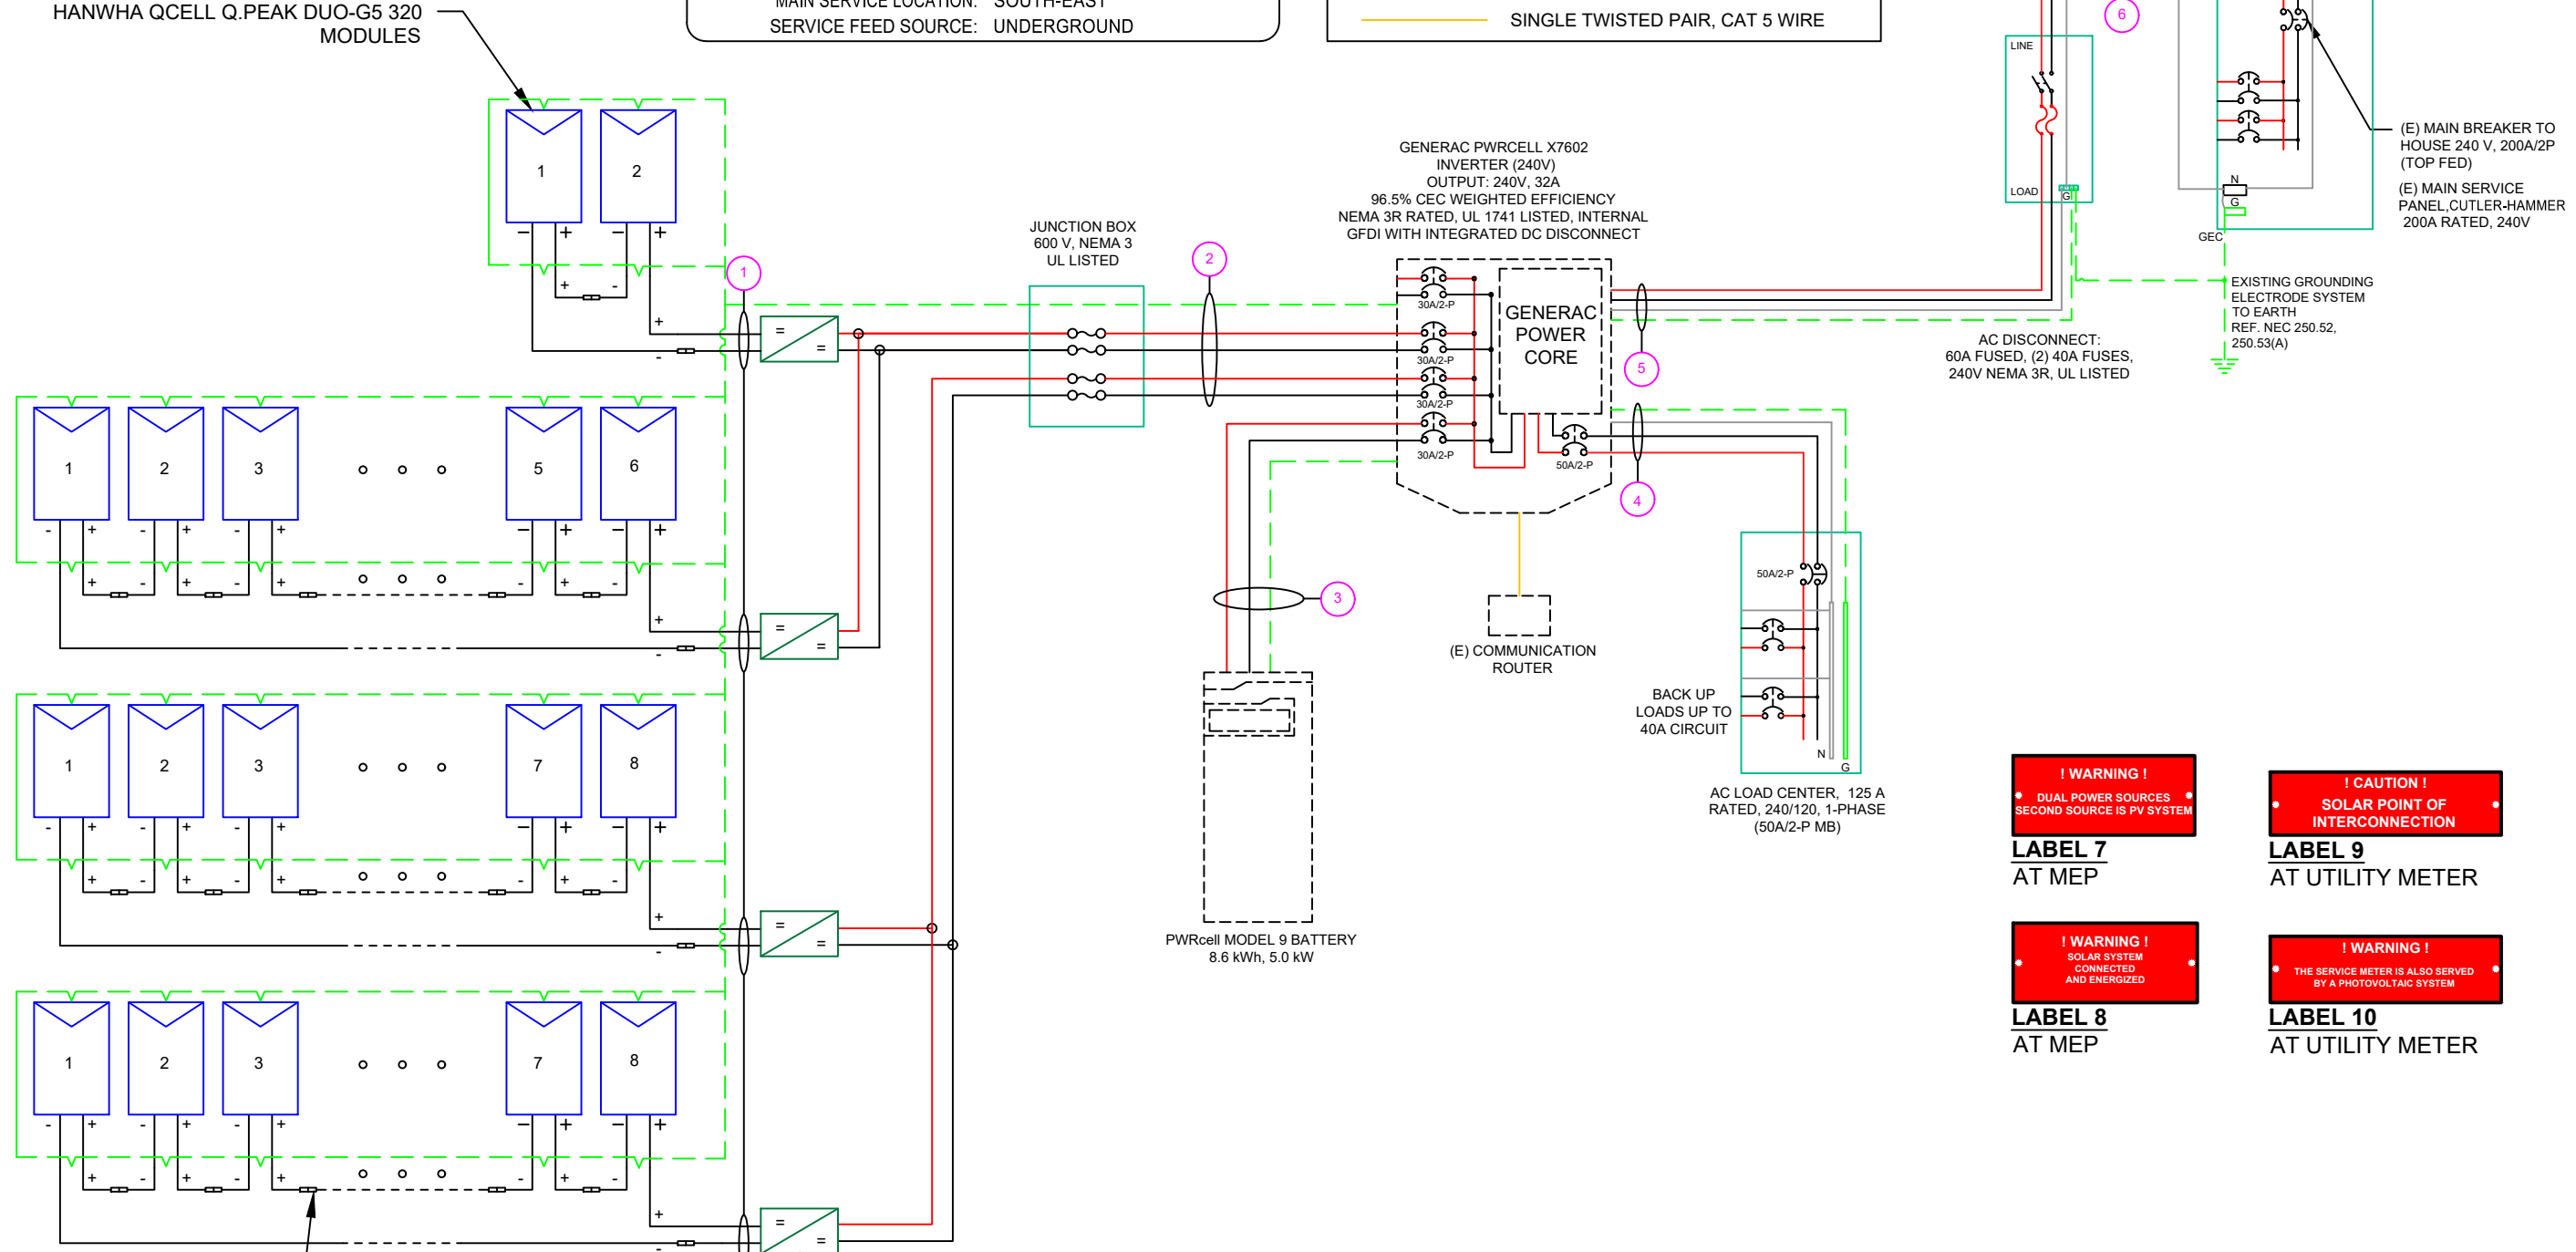 HANWHA QCELL Q.PEAK DUO-G5 320
MODULES
MAIN SERVICE LOCATION: SOUTH-EAST
SERVICE FEED SOURCE: UNDERGROUND
SINGLE TWISTED PAIR, CAT 5 WIRE
6
LINE
LOAD
G
(E) MAIN BREAKER TO
HOUSE 240 V, 200A/2P
(TOP FED)
(E) MAIN SERVICE
PANEL,CUTLER-HAMMER
200A RATED, 240V
N
G
GEC
EXISTING GROUNDING
ELECTRODE SYSTEM
TO EARTH
REF. NEC 250.52,
250.53(A)
AC DISCONNECT:
60A FUSED, (2) 40A FUSES,
240V NEMA 3R, UL LISTED
GENERAC PWRCELL X7602
INVERTER (240V)
OUTPUT: 240V, 32A
96.5% CEC WEIGHTED EFFICIENCY
NEMA 3R RATED, UL 1741 LISTED, INTERNAL
GFDI WITH INTEGRATED DC DISCONNECT
JUNCTION BOX
600 V, NEMA 3
UL LISTED
1
2
GENERAC
POWER
CORE
30A/2-P
30A/2-P
30A/2-P
30A/2-P
50A/2-P
5
4
3
(E) COMMUNICATION
ROUTER
50A/2-P
BACK UP
LOADS UP TO
40A CIRCUIT
N
G
AC LOAD CENTER, 125 A
RATED, 240/120, 1-PHASE
(50A/2-P MB)
PWRcell MODEL 9 BATTERY
8.6 kWh, 5.0 kW
1 2
- + - +
+ -
+
-
1 2 3 5 6
- + - + - + - + - +
+ - + - + - + -
+
-
1 2 3 7 8
- + - + - + - + - +
+ - + - + - + -
+
-
1 2 3 7 8
- + - + - + - + - +
+ - + - + - + -
+
-
= =
= =
= =
= =
! WARNING !
DUAL POWER SOURCES
SECOND SOURCE IS PV SYSTEM
LABEL 7
AT MEP
! CAUTION !
SOLAR POINT OF
INTERCONNECTION
LABEL 9
AT UTILITY METER
! WARNING !
SOLAR SYSTEM
CONNECTED
AND ENERGIZED
LABEL 8
AT MEP
! WARNING !
THE SERVICE METER IS ALSO SERVED
BY A PHOTOVOLTAIC SYSTEM
LABEL 10
AT UTILITY METER